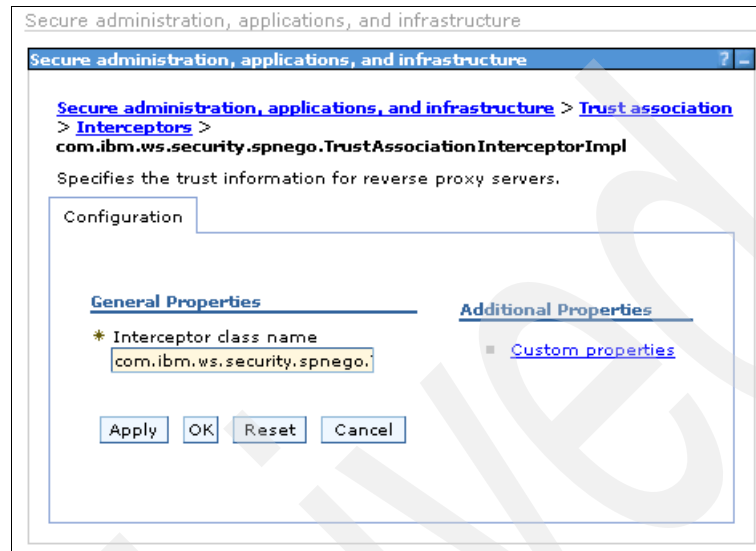 Secure administration, applications, and infrastructure
Secure administration, applications, and infrastructure ? –
Secure administration, applications, and infrastructure > Trust association
> Interceptors >
com.ibm.ws.security.spnego.TrustAssociationInterceptorImpl
Specifies the trust information for reverse proxy servers.
Configuration
General Properties
Additional Properties
* Interceptor class name
com.ibm.ws.security.spnego.
Custom properties
Apply OK Reset Cancel